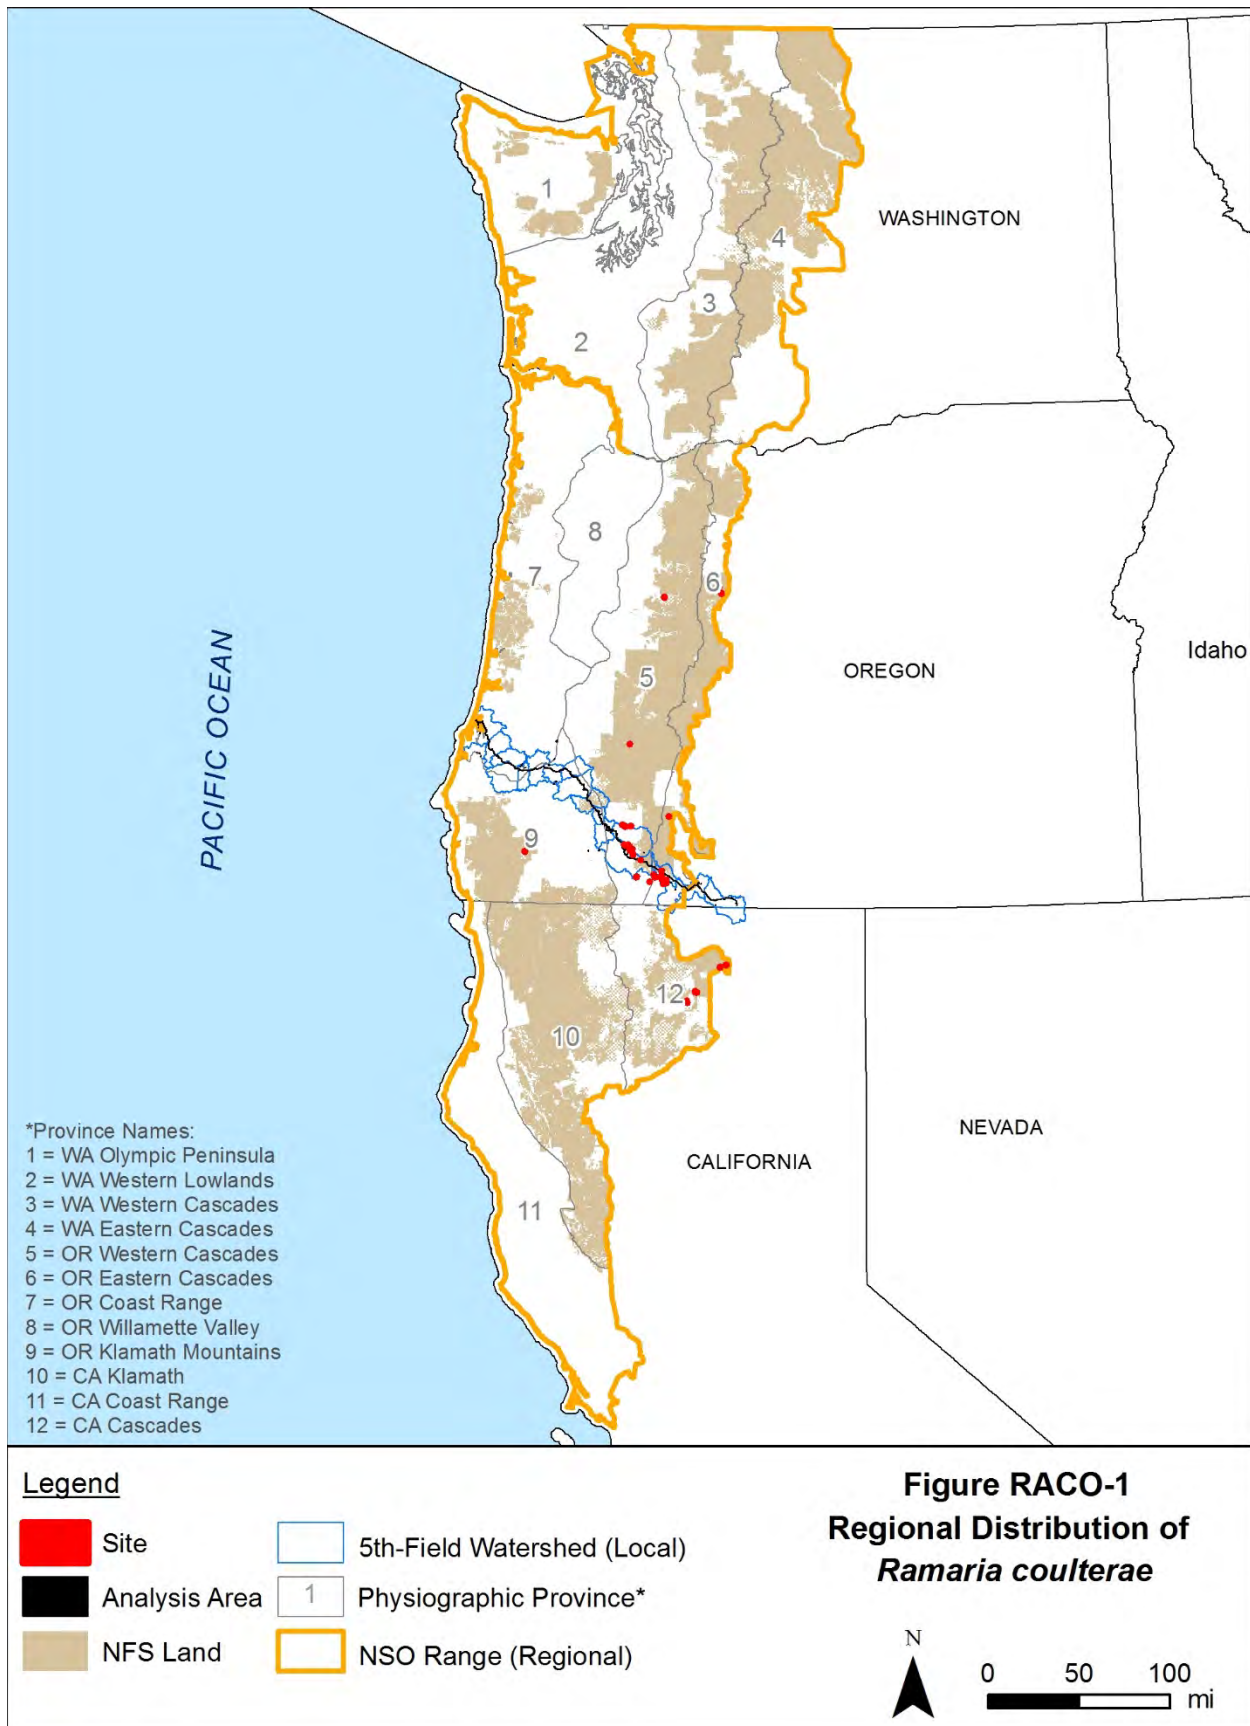 WASHINGTON
1
4
3
2
8
7
6
Idaho
OREGON
5
PACIFIC OCEAN
9
12
10
NEVADA
CALIFORNIA
11
*Province Names:
1 = WA Olympic Peninsula
2 = WA Western Lowlands
3 = WA Western Cascades
4 = WA Eastern Cascades
5 = OR Western Cascades
6 = OR Eastern Cascades
7 = OR Coast Range
8 = OR Willamette Valley
9 = OR Klamath Mountains
10 = CA Klamath
11 = CA Coast Range
12 = CA Cascades
Legend
Site
Analysis Area
NFS Land
5th-Field Watershed (Local)
1 Physiographic Province*
NSO Range (Regional)
Figure RACO-1
Regional Distribution of
Ramaria coulterae
N
0 50 100
mi